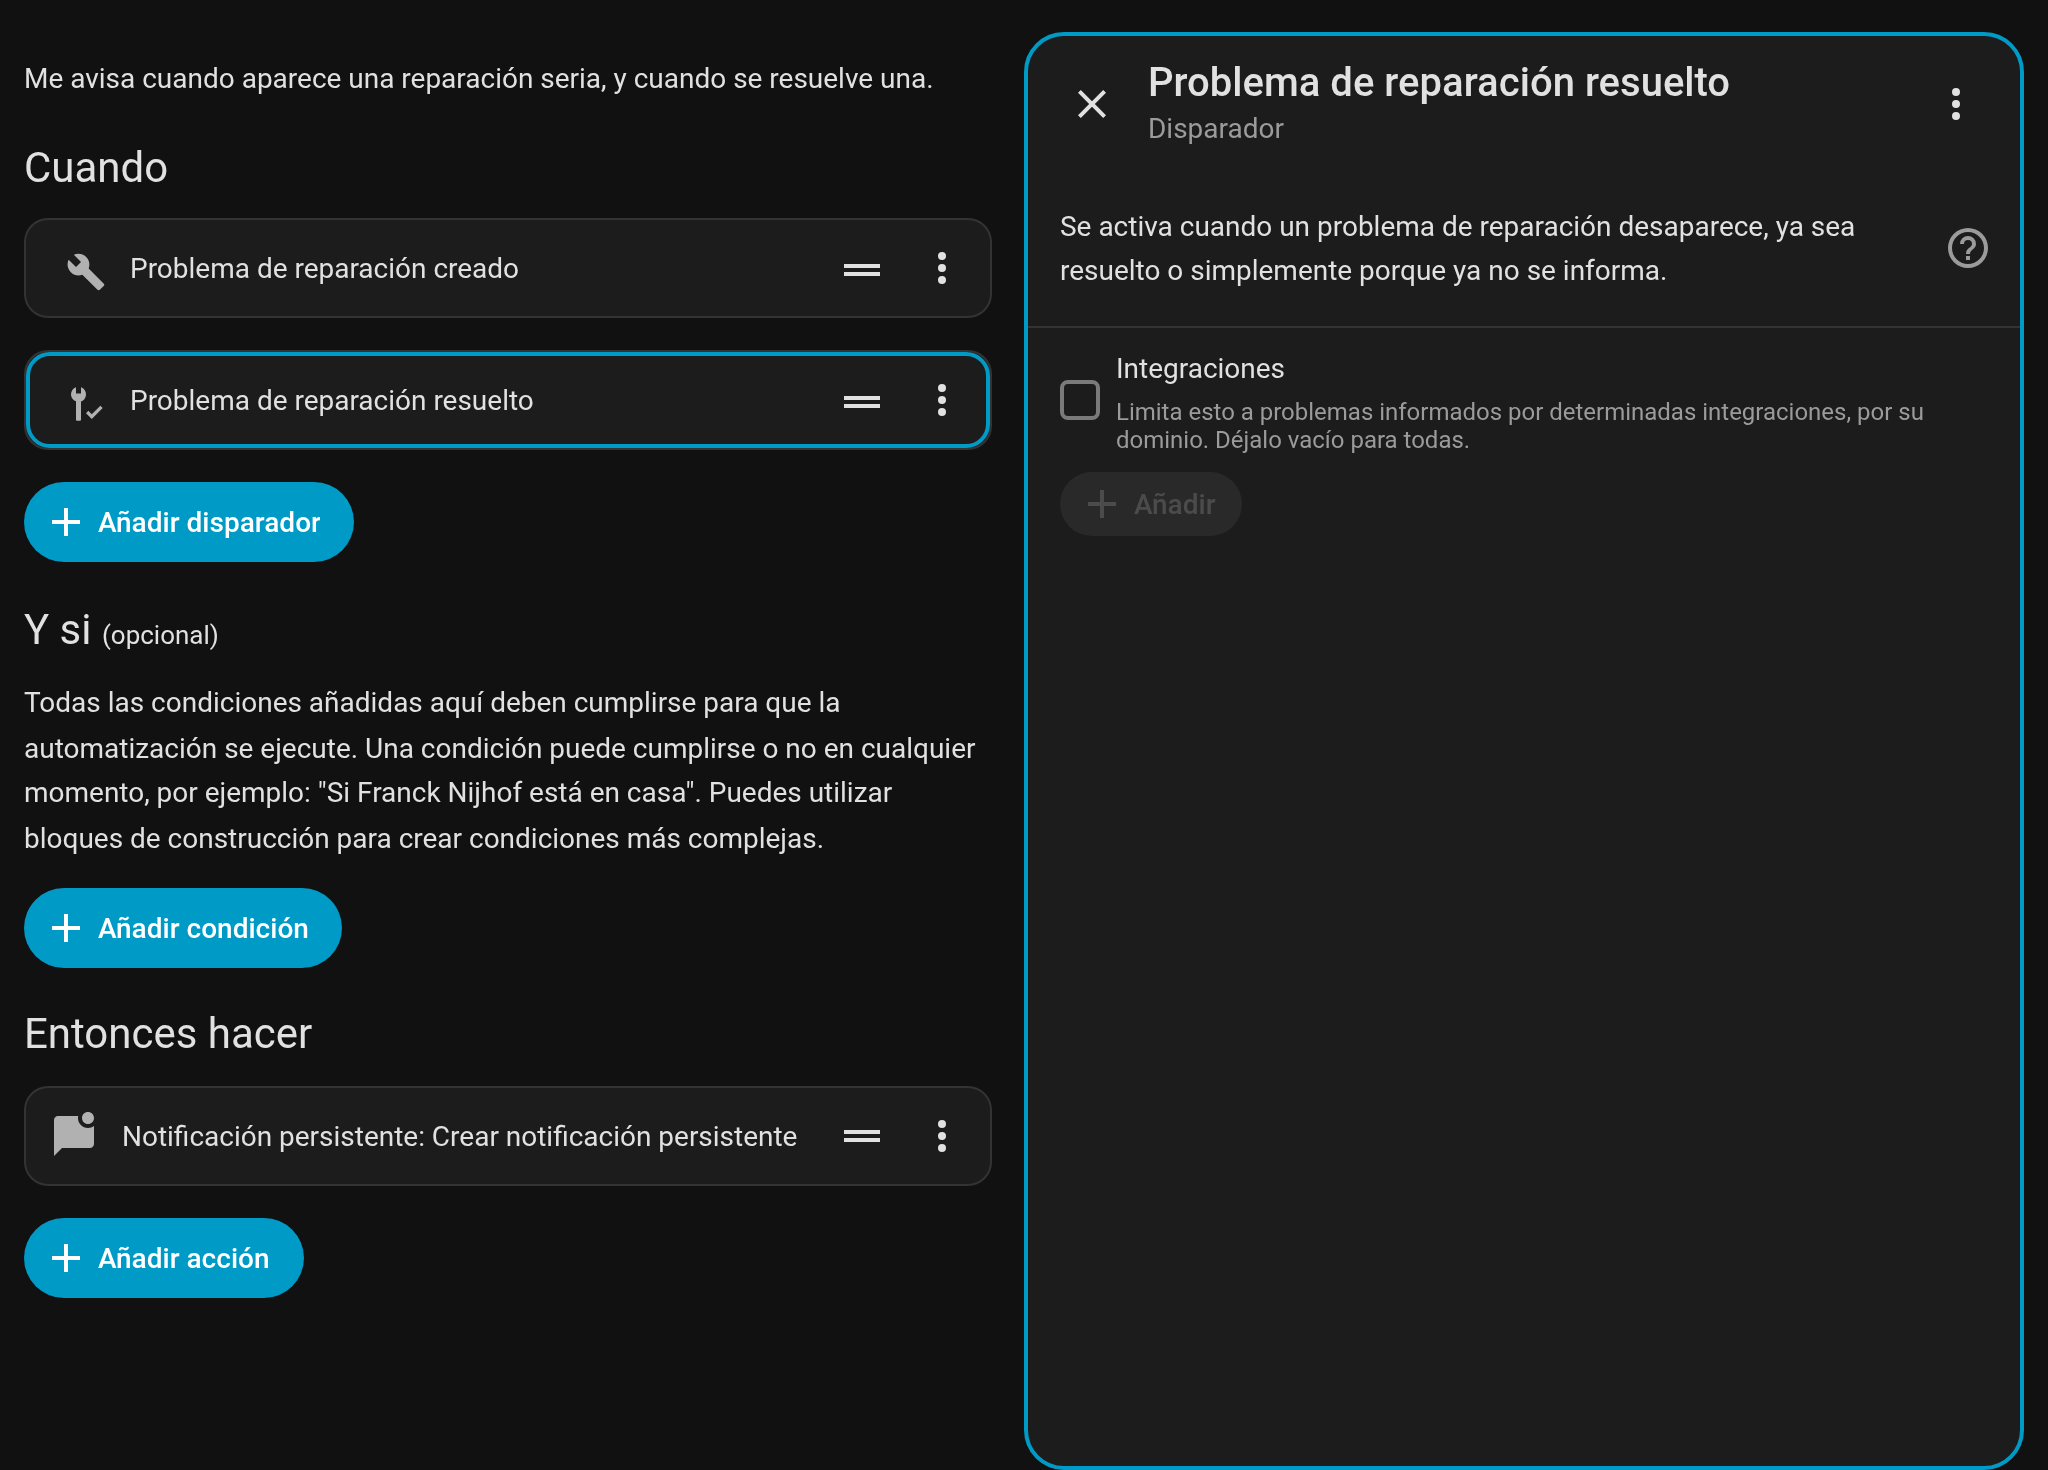 Me avisa cuando aparece una reparación seria, y cuando se resuelve una.
Cuando
Problema de reparación creado
Problema de reparación resuelto
Añadir disparador
Y si (opcional)
Todas las condiciones añadidas aquí deben cumplirse para que la
automatización se ejecute. Una condición puede cumplirse o no en cualquier
momento, por ejemplo: "Si Franck Nijhof está en casa". Puedes utilizar
bloques de construcción para crear condiciones más complejas.
Añadir condición
Entonces hacer
Notificación persistente: Crear notificación persistente
Añadir acción
Problema de reparación resuelto
Disparador
Se activa cuando un problema de reparación desaparece, ya sea
resuelto o simplemente porque ya no se informa.
Integraciones
Limita esto a problemas informados por determinadas integraciones, por su
dominio. Déjalo vacío para todas.
Añadir